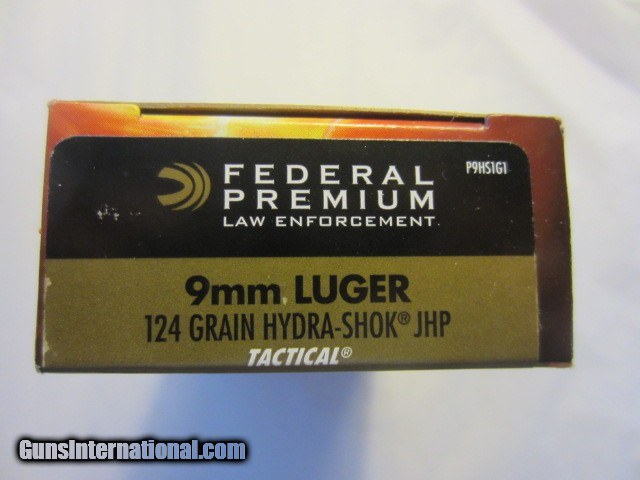 P9HS1G1
FEDERAL
PREMIUM
LAW ENFORCEMENT
9mm LUGER
124 GRAIN HYDRA-SHOK® JHP
TACTICAL®
GunsInternational.com